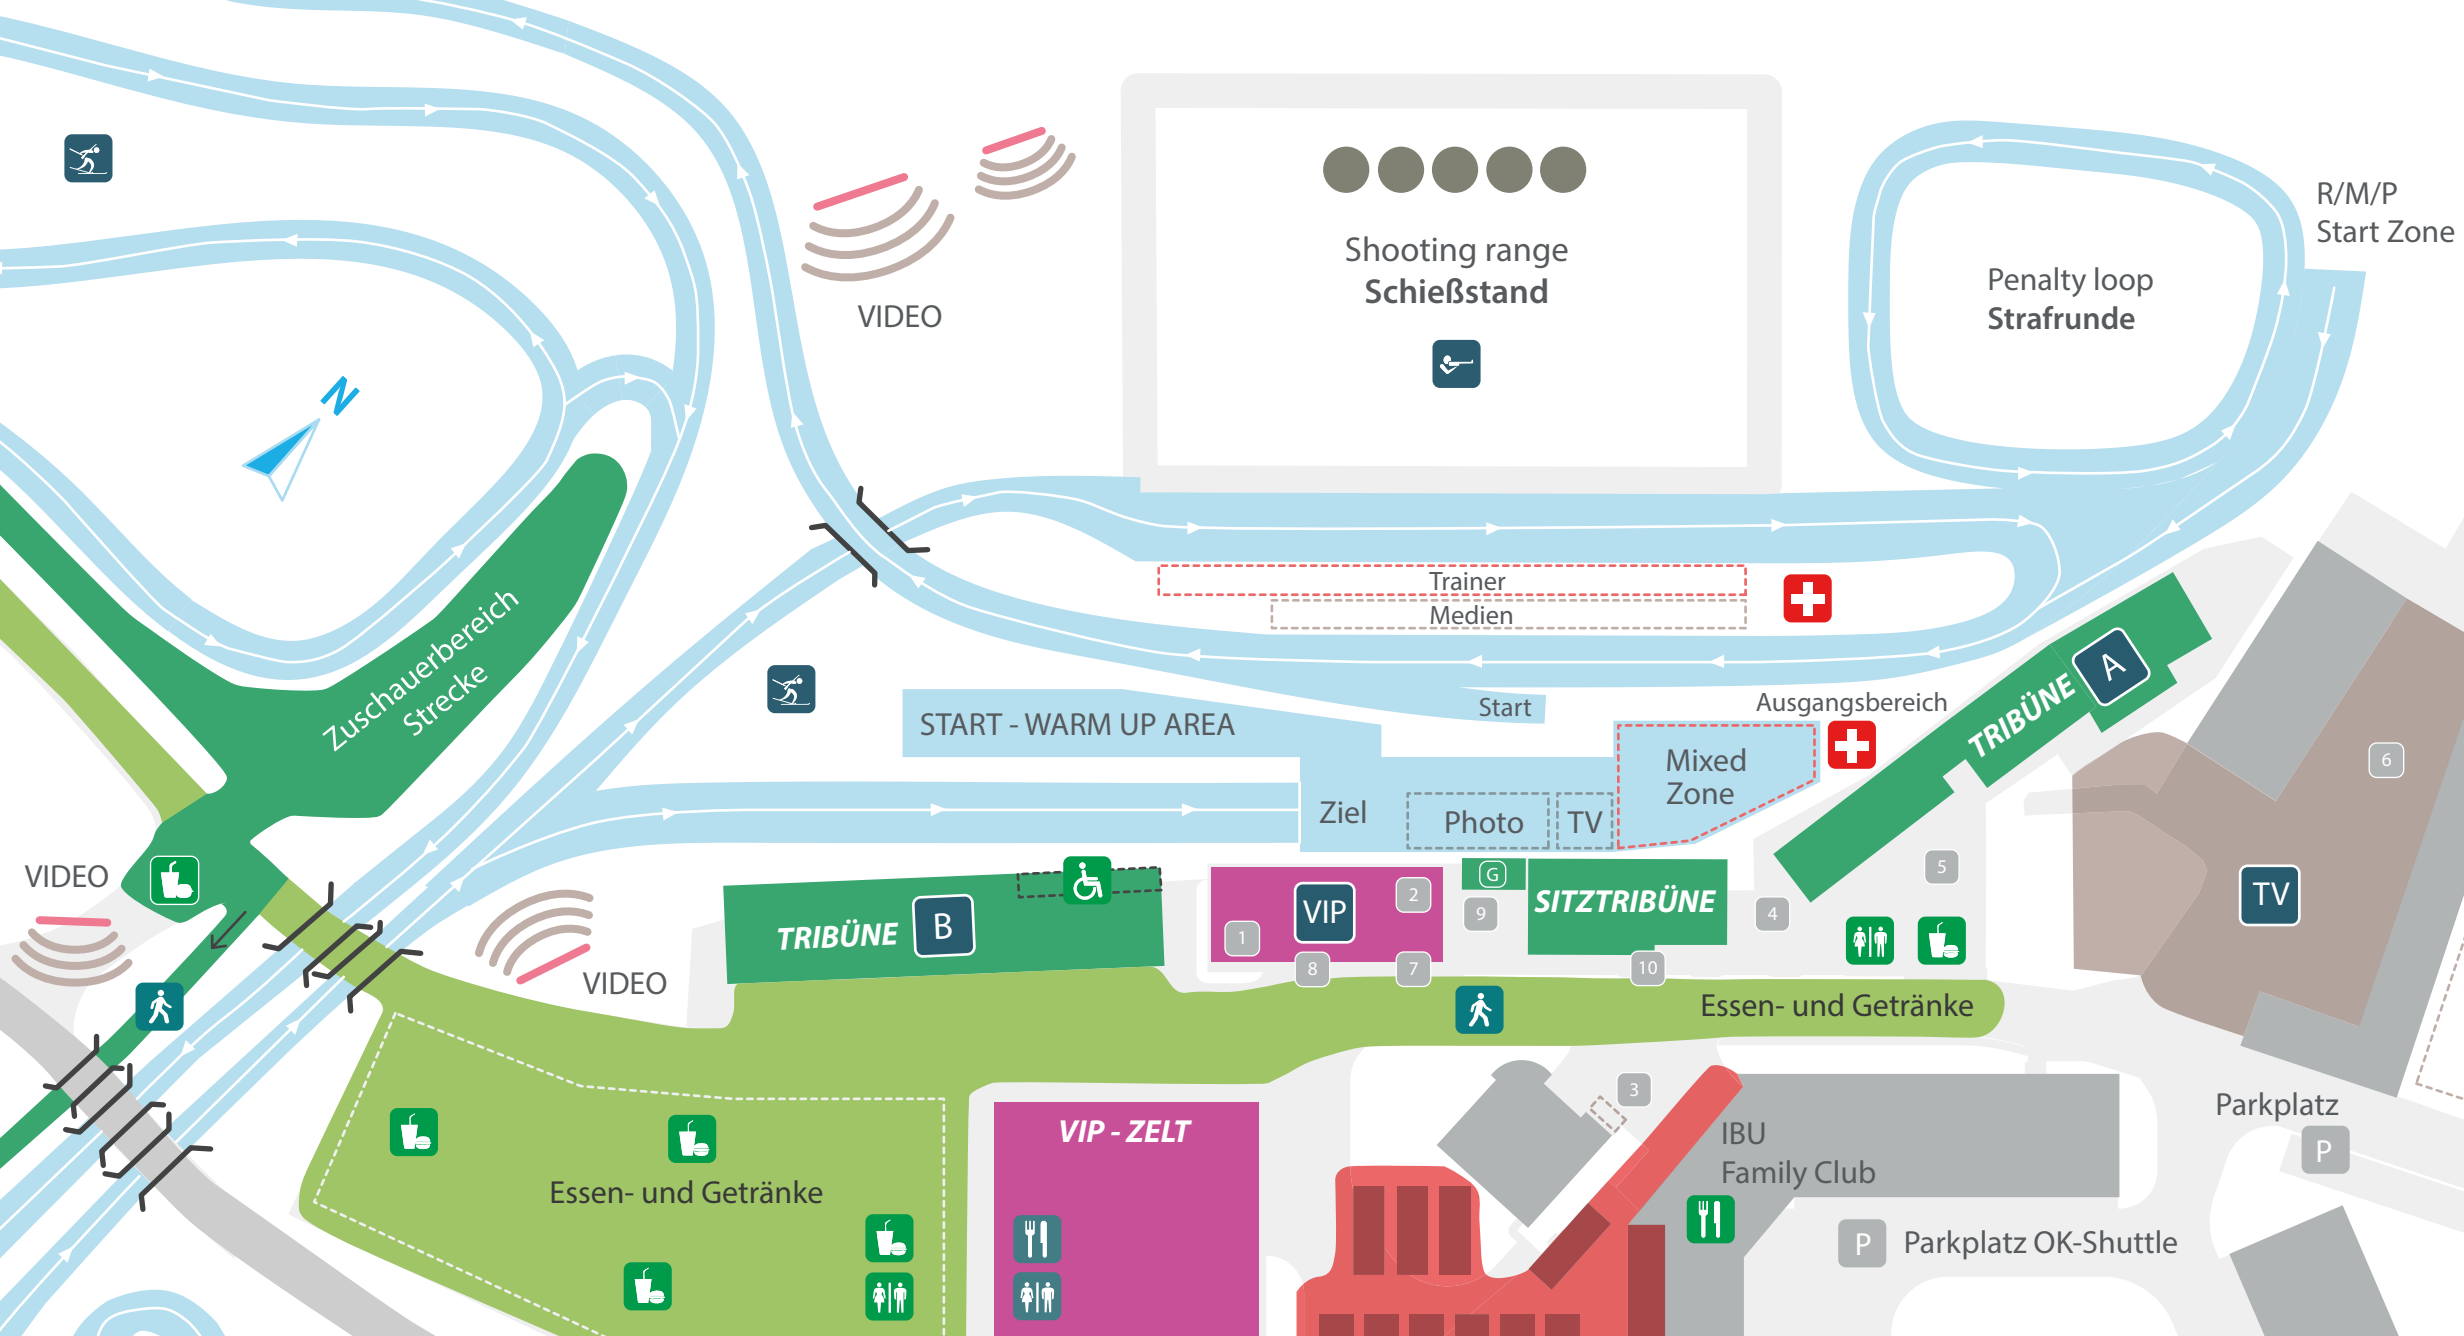 R/M/P
Start Zone
Shooting range
Schießstand
Penalty loop
Strafrunde
VIDEO
N
Trainer
Medien
Zuschauerbereich
Strecke
A
TRIBÜNE
Start
Ausgangsbereich
START - WARM UP AREA
Mixed
Zone
6
Ziel
Photo
TV
VIDEO
G
5
TV
2
VIP
SITZTRIBÜNE
9
4
TRIBÜNE
B
1
8
7
10
VIDEO
Essen- und Getränke
3
Parkplatz
P
VIP - ZELT
IBU
Family Club
Essen- und Getränke
P
Parkplatz OK-Shuttle